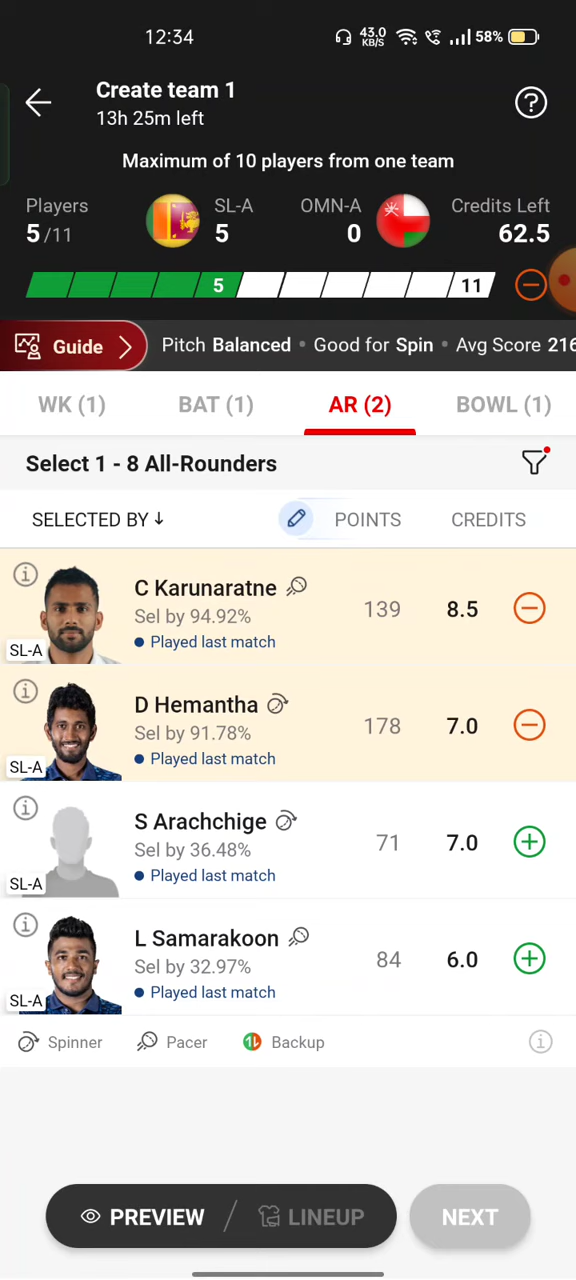 12:34
43.0 KB/S
58%
Create team 1
13h 25m left
Maximum of 10 players from one team
Players SL-A OMN-A Credits Left
5/11 5 0 62.5
5 11
Guide Pitch Balanced • Good for Spin • Avg Score 216
WK (1) BAT (1) AR (2) BOWL (1)
Select 1 - 8 All-Rounders
SELECTED BY ↓ POINTS CREDITS
C Karunaratne
Sel by 94.92% 139 8.5
Played last match
SL-A
D Hemantha
Sel by 91.78% 178 7.0
Played last match
SL-A
S Arachchige
Sel by 36.48% 71 7.0
Played last match
SL-A
L Samarakoon
Sel by 32.97% 84 6.0
Played last match
SL-A
Spinner Pacer Backup
PREVIEW / LINEUP NEXT